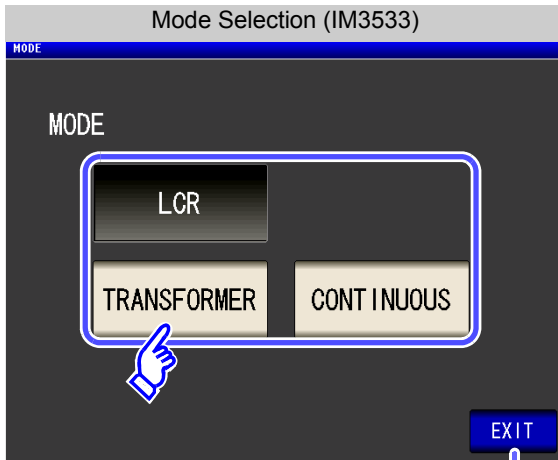 Mode Selection (IM3533)
MODE
MODE
LCR
TRANSFORMER CONTINUOUS
EXIT